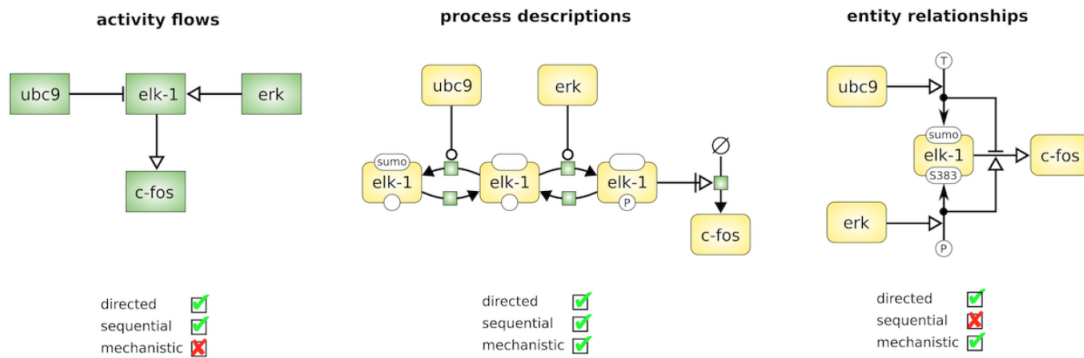 activity flows
ubc9
elk-1
erk
c-fos
directed
sequential
mechanistic
process descriptions
ubc9
erk
sumo
elk-1
elk-1
elk-1
P
∅
c-fos
directed
sequential
mechanistic
entity relationships
T
ubc9
sumo
elk-1
S383
c-fos
erk
P
directed
sequential
mechanistic